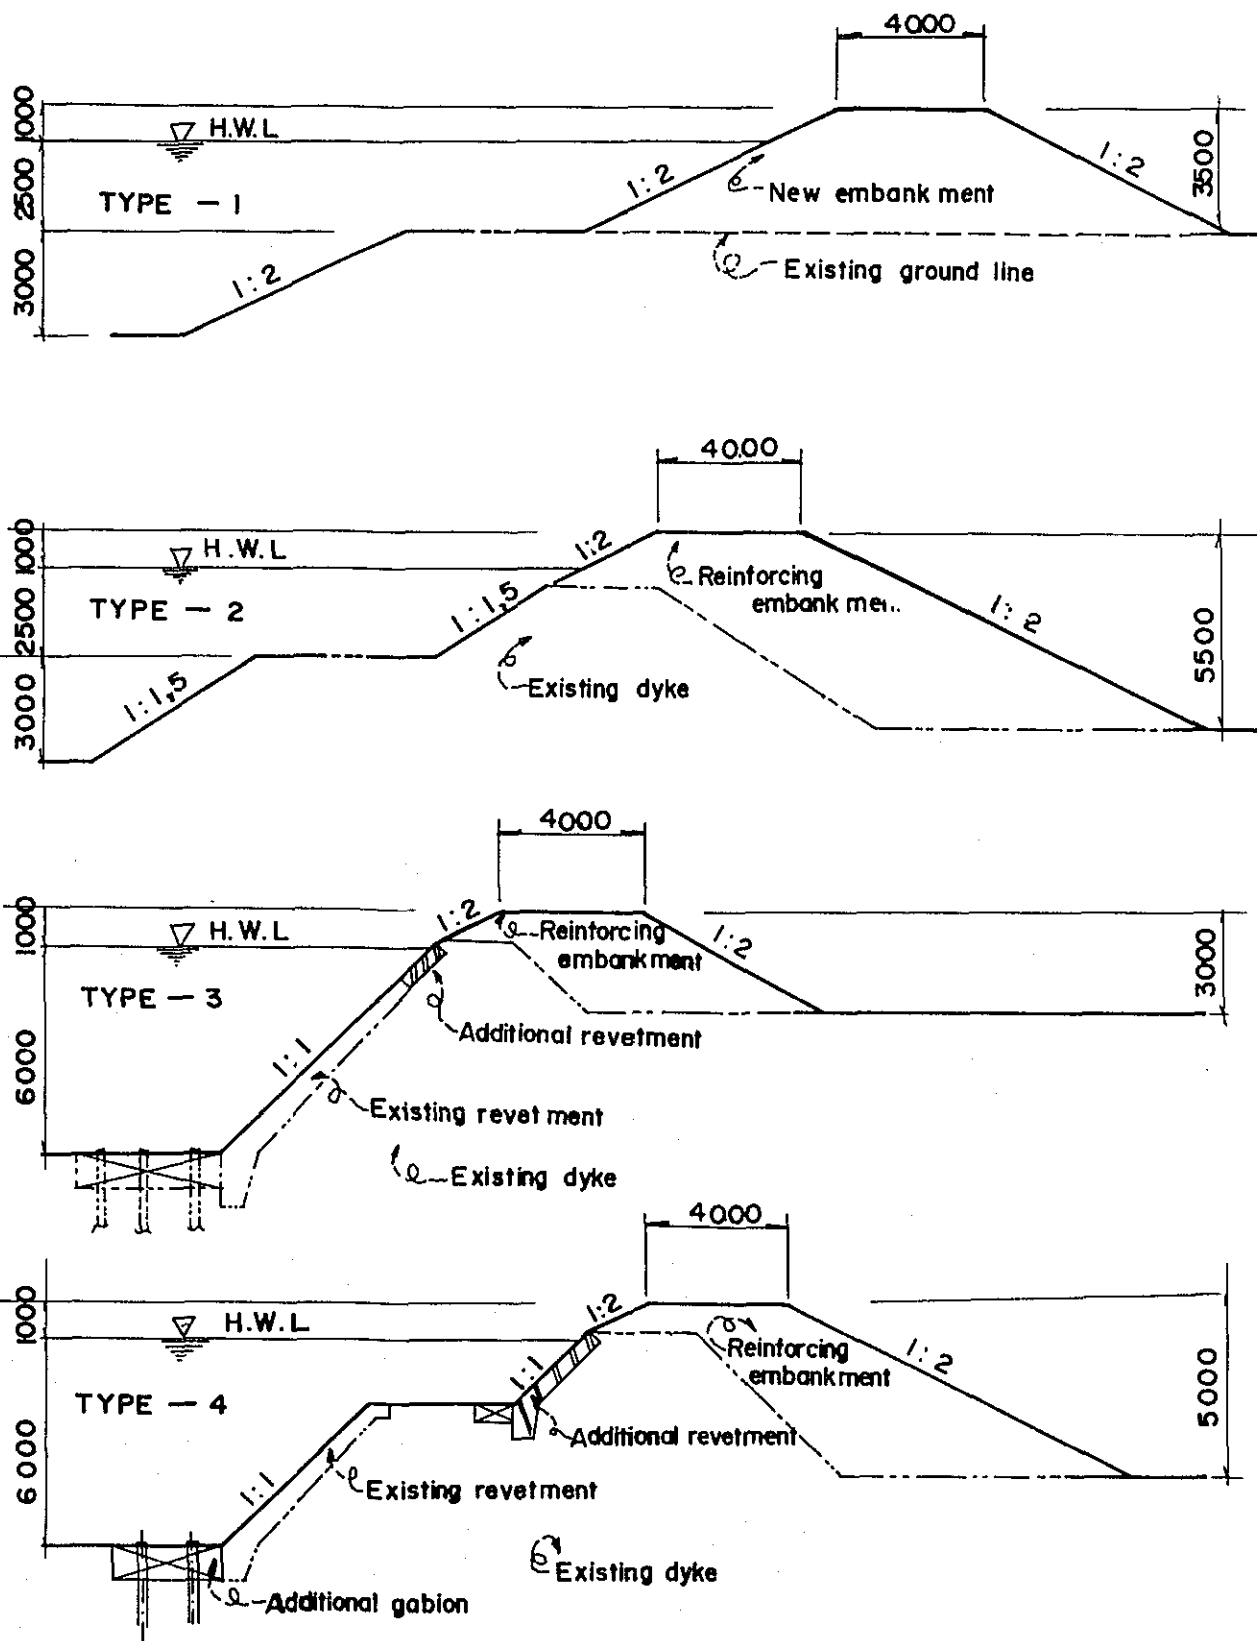 4000
1000
H.W.L
2500
TYPE - 1
1:2
New embankment
1:2
3500
Existing ground line
3000
1:2
4000
1000
H.W.L
1:2
Reinforcing
embankment
TYPE - 2
2500
1:1,5
1:2
5500
Existing dyke
3000
1:1,5
4000
1000
H.W.L
1:2
Reinforcing
embankment
1:2
3000
TYPE - 3
Additional revetment
6000
1:1
Existing revetment
Existing dyke
4000
1000
H.W.L
1:2
Reinforcing
embankment
1:2
5000
TYPE - 4
1:1
Additional revetment
6000
1:1
Existing revetment
Existing dyke
Additional gabion